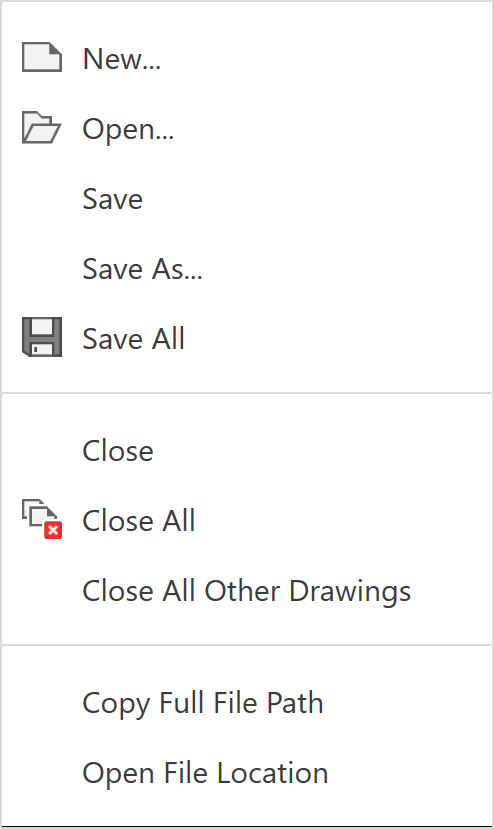 New...
Open...
Save
Save As...
Save All
Close
Close All
Close All Other Drawings
Copy Full File Path
Open File Location